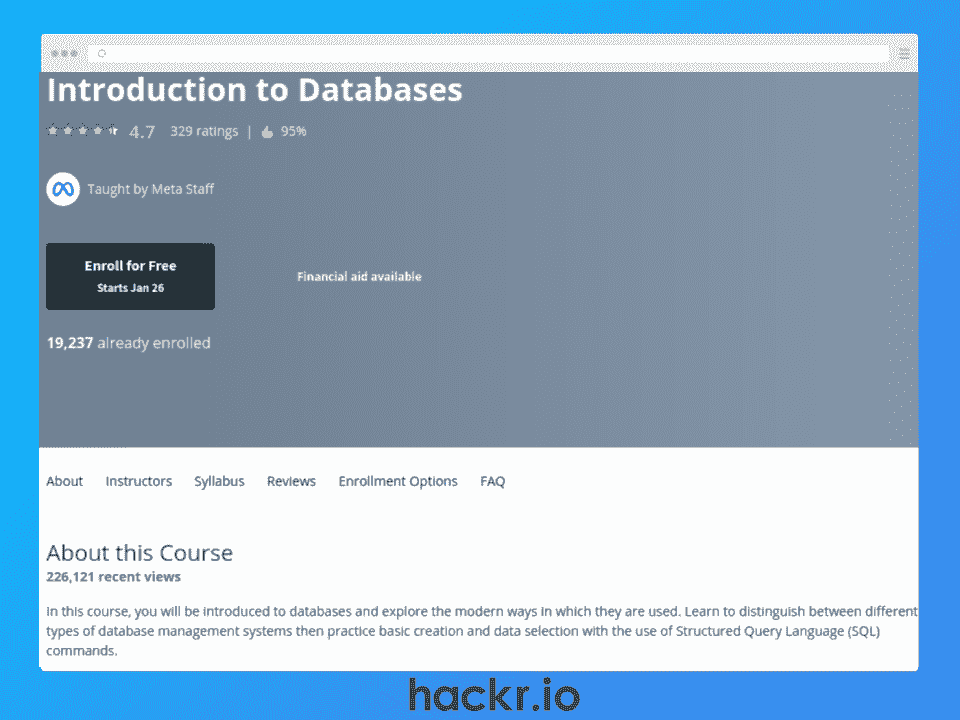 Introduction to Databases
4.7 329 ratings | 95%
Taught by Meta Staff
Enroll for Free
Starts Jan 26
Financial aid available
19,237 already enrolled
About Instructors Syllabus Reviews Enrollment Options FAQ
About this Course
226,121 recent views
In this course, you will be introduced to databases and explore the modern ways in which they are used. Learn to distinguish between different
types of database management systems then practice basic creation and data selection with the use of Structured Query Language (SQL)
commands.
hackr.io